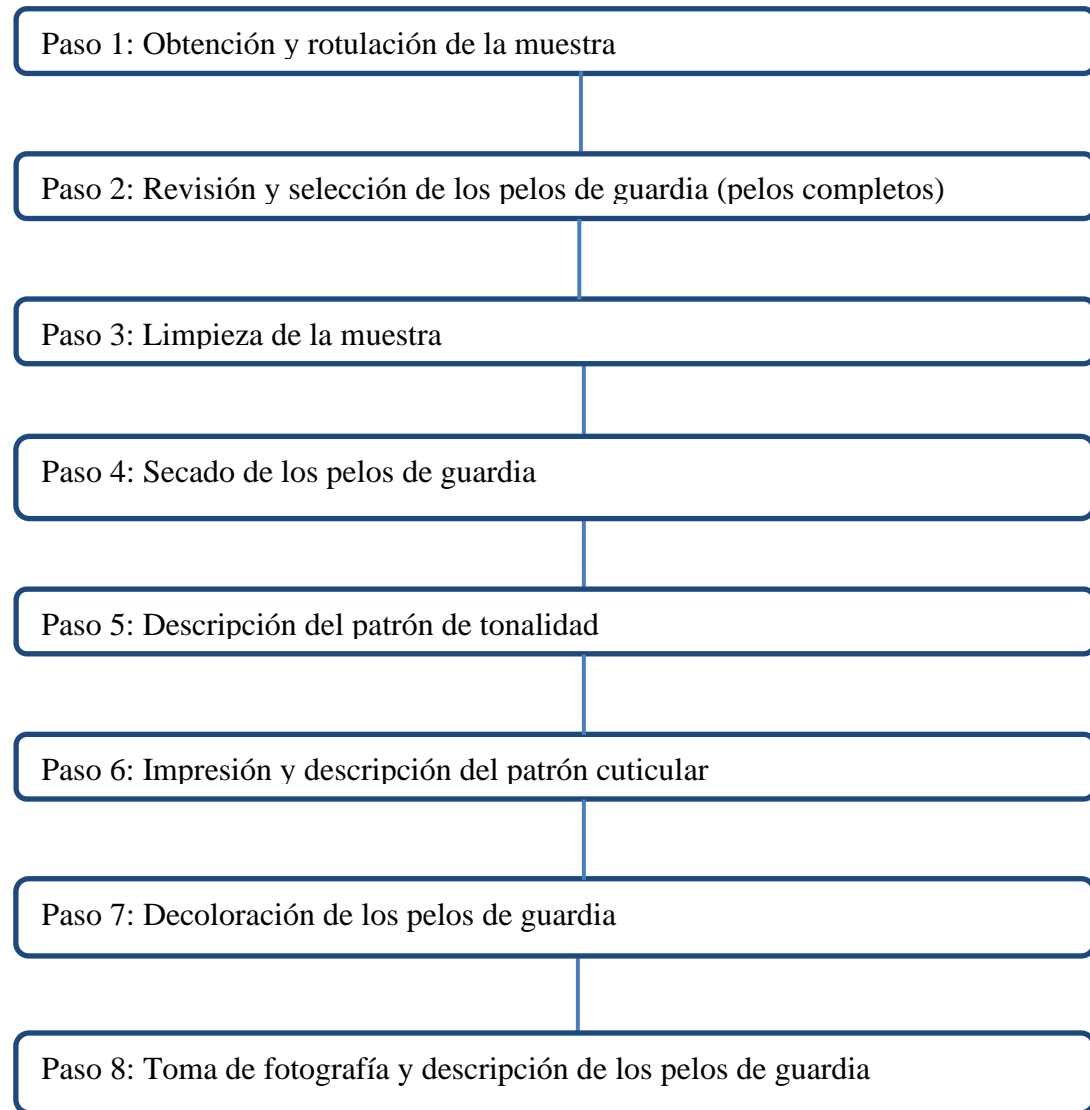 Paso 1: Obtención y rotulación de la muestra
Paso 2: Revisión y selección de los pelos de guardia (pelos completos)
Paso 3: Limpieza de la muestra
Paso 4: Secado de los pelos de guardia
Paso 5: Descripción del patrón de tonalidad
Paso 6: Impresión y descripción del patrón cuticular
Paso 7: Decoloración de los pelos de guardia
Paso 8: Toma de fotografía y descripción de los pelos de guardia